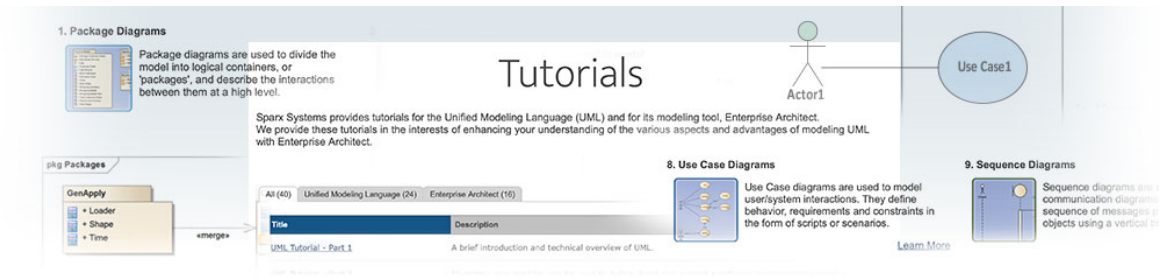 1. Package Diagrams
Package diagrams are used to divide the
model into logical containers, or
'packages', and describe the interactions
between them at a high level.
Tutorials
Actor1
Use Case1
Sparx Systems provides tutorials for the Unified Modeling Language (UML) and for its modeling tool, Enterprise Architect.
We provide these tutorials in the interests of enhancing your understanding of the various aspects and advantages of modeling UML
with Enterprise Architect.
pkg Packages
GenApply
+ Loader
+ Shape
+ Time
«merge»
All (40)
Unified Modeling Language (24)
Enterprise Architect (16)
Title
Description
UML Tutorial - Part 1
A brief introduction and technical overview of UML.
8. Use Case Diagrams
Use Case diagrams are used to model
user/system interactions. They define
behavior, requirements and constraints in
the form of scripts or scenarios.
Learn More
9. Sequence Diagrams
Sequence diagrams are
communication diagrams
sequence of messages
objects using a vertical